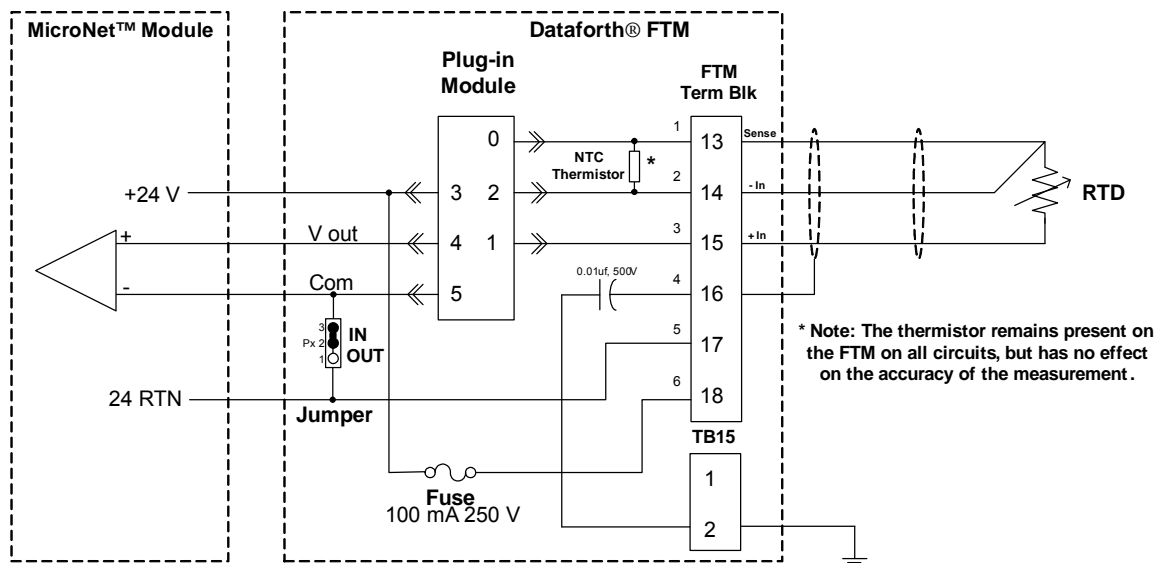 MicroNet™ Module
Dataforth® FTM
Plug-in
Module
FTM
Term Blk
0
1
13
Sense
NTC
Thermistor
*
+24 V
3
2
2
14
- In
RTD
+
V out
4
1
3
15
+ In
-
Com
5
0.01uf, 500V
4
16
3
Px 2
1
IN
OUT
5
17
* Note: The thermistor remains present on
the FTM on all circuits, but has no effect
on the accuracy of the measurement.
24 RTN
Jumper
6
18
TB15
Fuse
100 mA 250 V
1
2